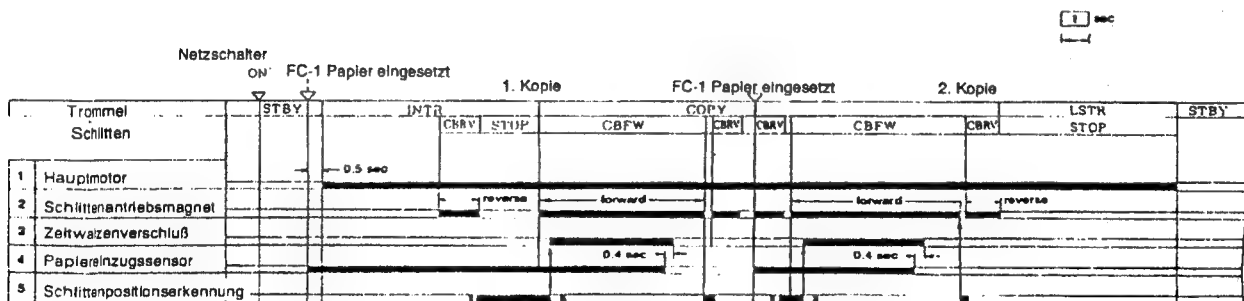 1 sec
Netzschalter
ON FC-1 Papier eingesetzt 1. Kopie FC-1 Papier eingesetzt 2. Kopie
Trommel STBY INTR COPY LSTR STBY
Schlitten CBRV STOP CBFW CBRV CBRV CBFW CBRV STOP
1 Hauptmotor 0.5 sec
2 Schlittenantriebsmagnet reverse forward forward reverse
3 Zeitwalzenverschluß
4 Papiereinzugssensor 0.4 sec 0.4 sec
5 Schlittenpositionserkennung